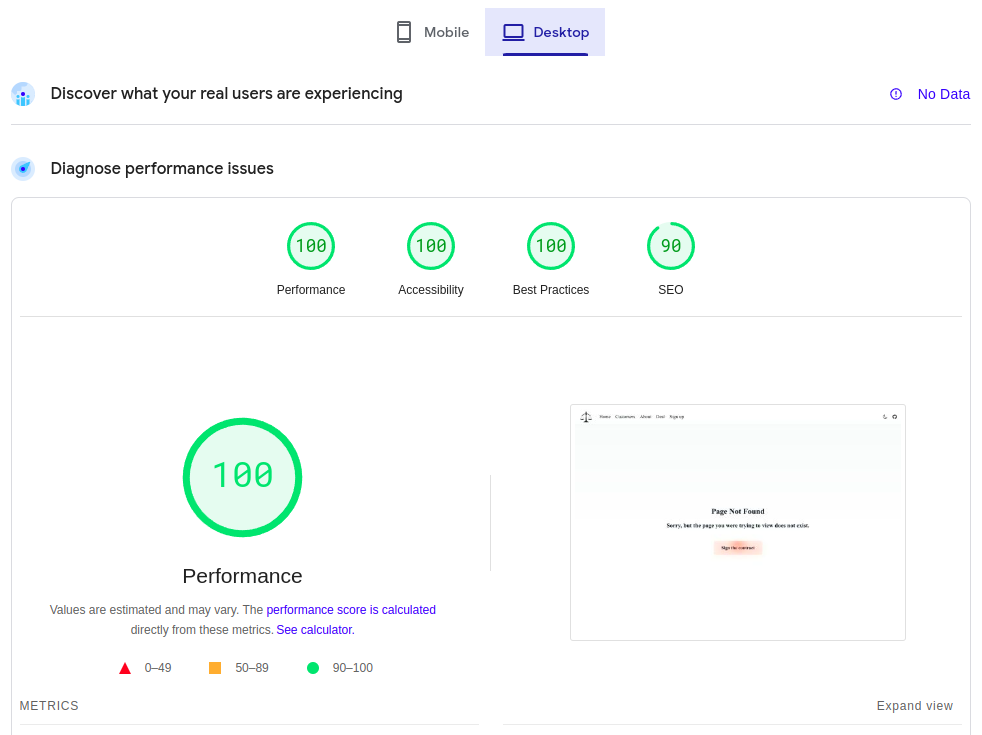 Mobile Desktop
Discover what your real users are experiencing No Data
Diagnose performance issues
100 100 100 90
Performance Accessibility Best Practices SEO
Home Customers About Deal Sign up
100
Page Not Found
Sorry, but the page you were trying to view does not exist.
Sign the contract
Performance
Values are estimated and may vary. The performance score is calculated
directly from these metrics. See calculator.
0–49 50–89 90–100
METRICS Expand view